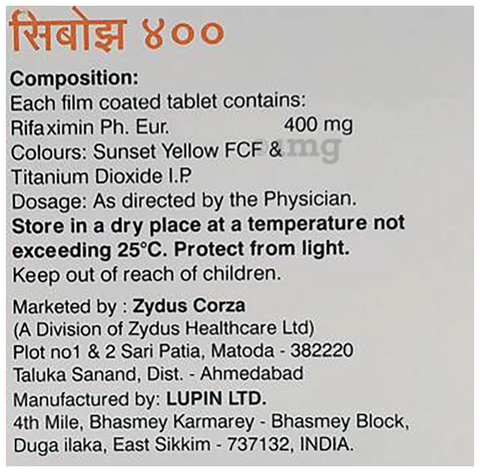 सिबोझ ४००
Composition:
Each film coated tablet contains:
Rifaximin Ph. Eur. 400 mg
Colours: Sunset Yellow FCF &
Titanium Dioxide I.P.
Dosage: As directed by the Physician.
Store in a dry place at a temperature not
exceeding 25°C. Protect from light.
Keep out of reach of children.
Marketed by : Zydus Corza
(A Division of Zydus Healthcare Ltd)
Plot no1 & 2 Sari Patia, Matoda - 382220
Taluka Sanand, Dist. - Ahmedabad
Manufactured by: LUPIN LTD.
4th Mile, Bhasmey Karmarey - Bhasmey Block,
Duga ilaka, East Sikkim - 737132, INDIA.